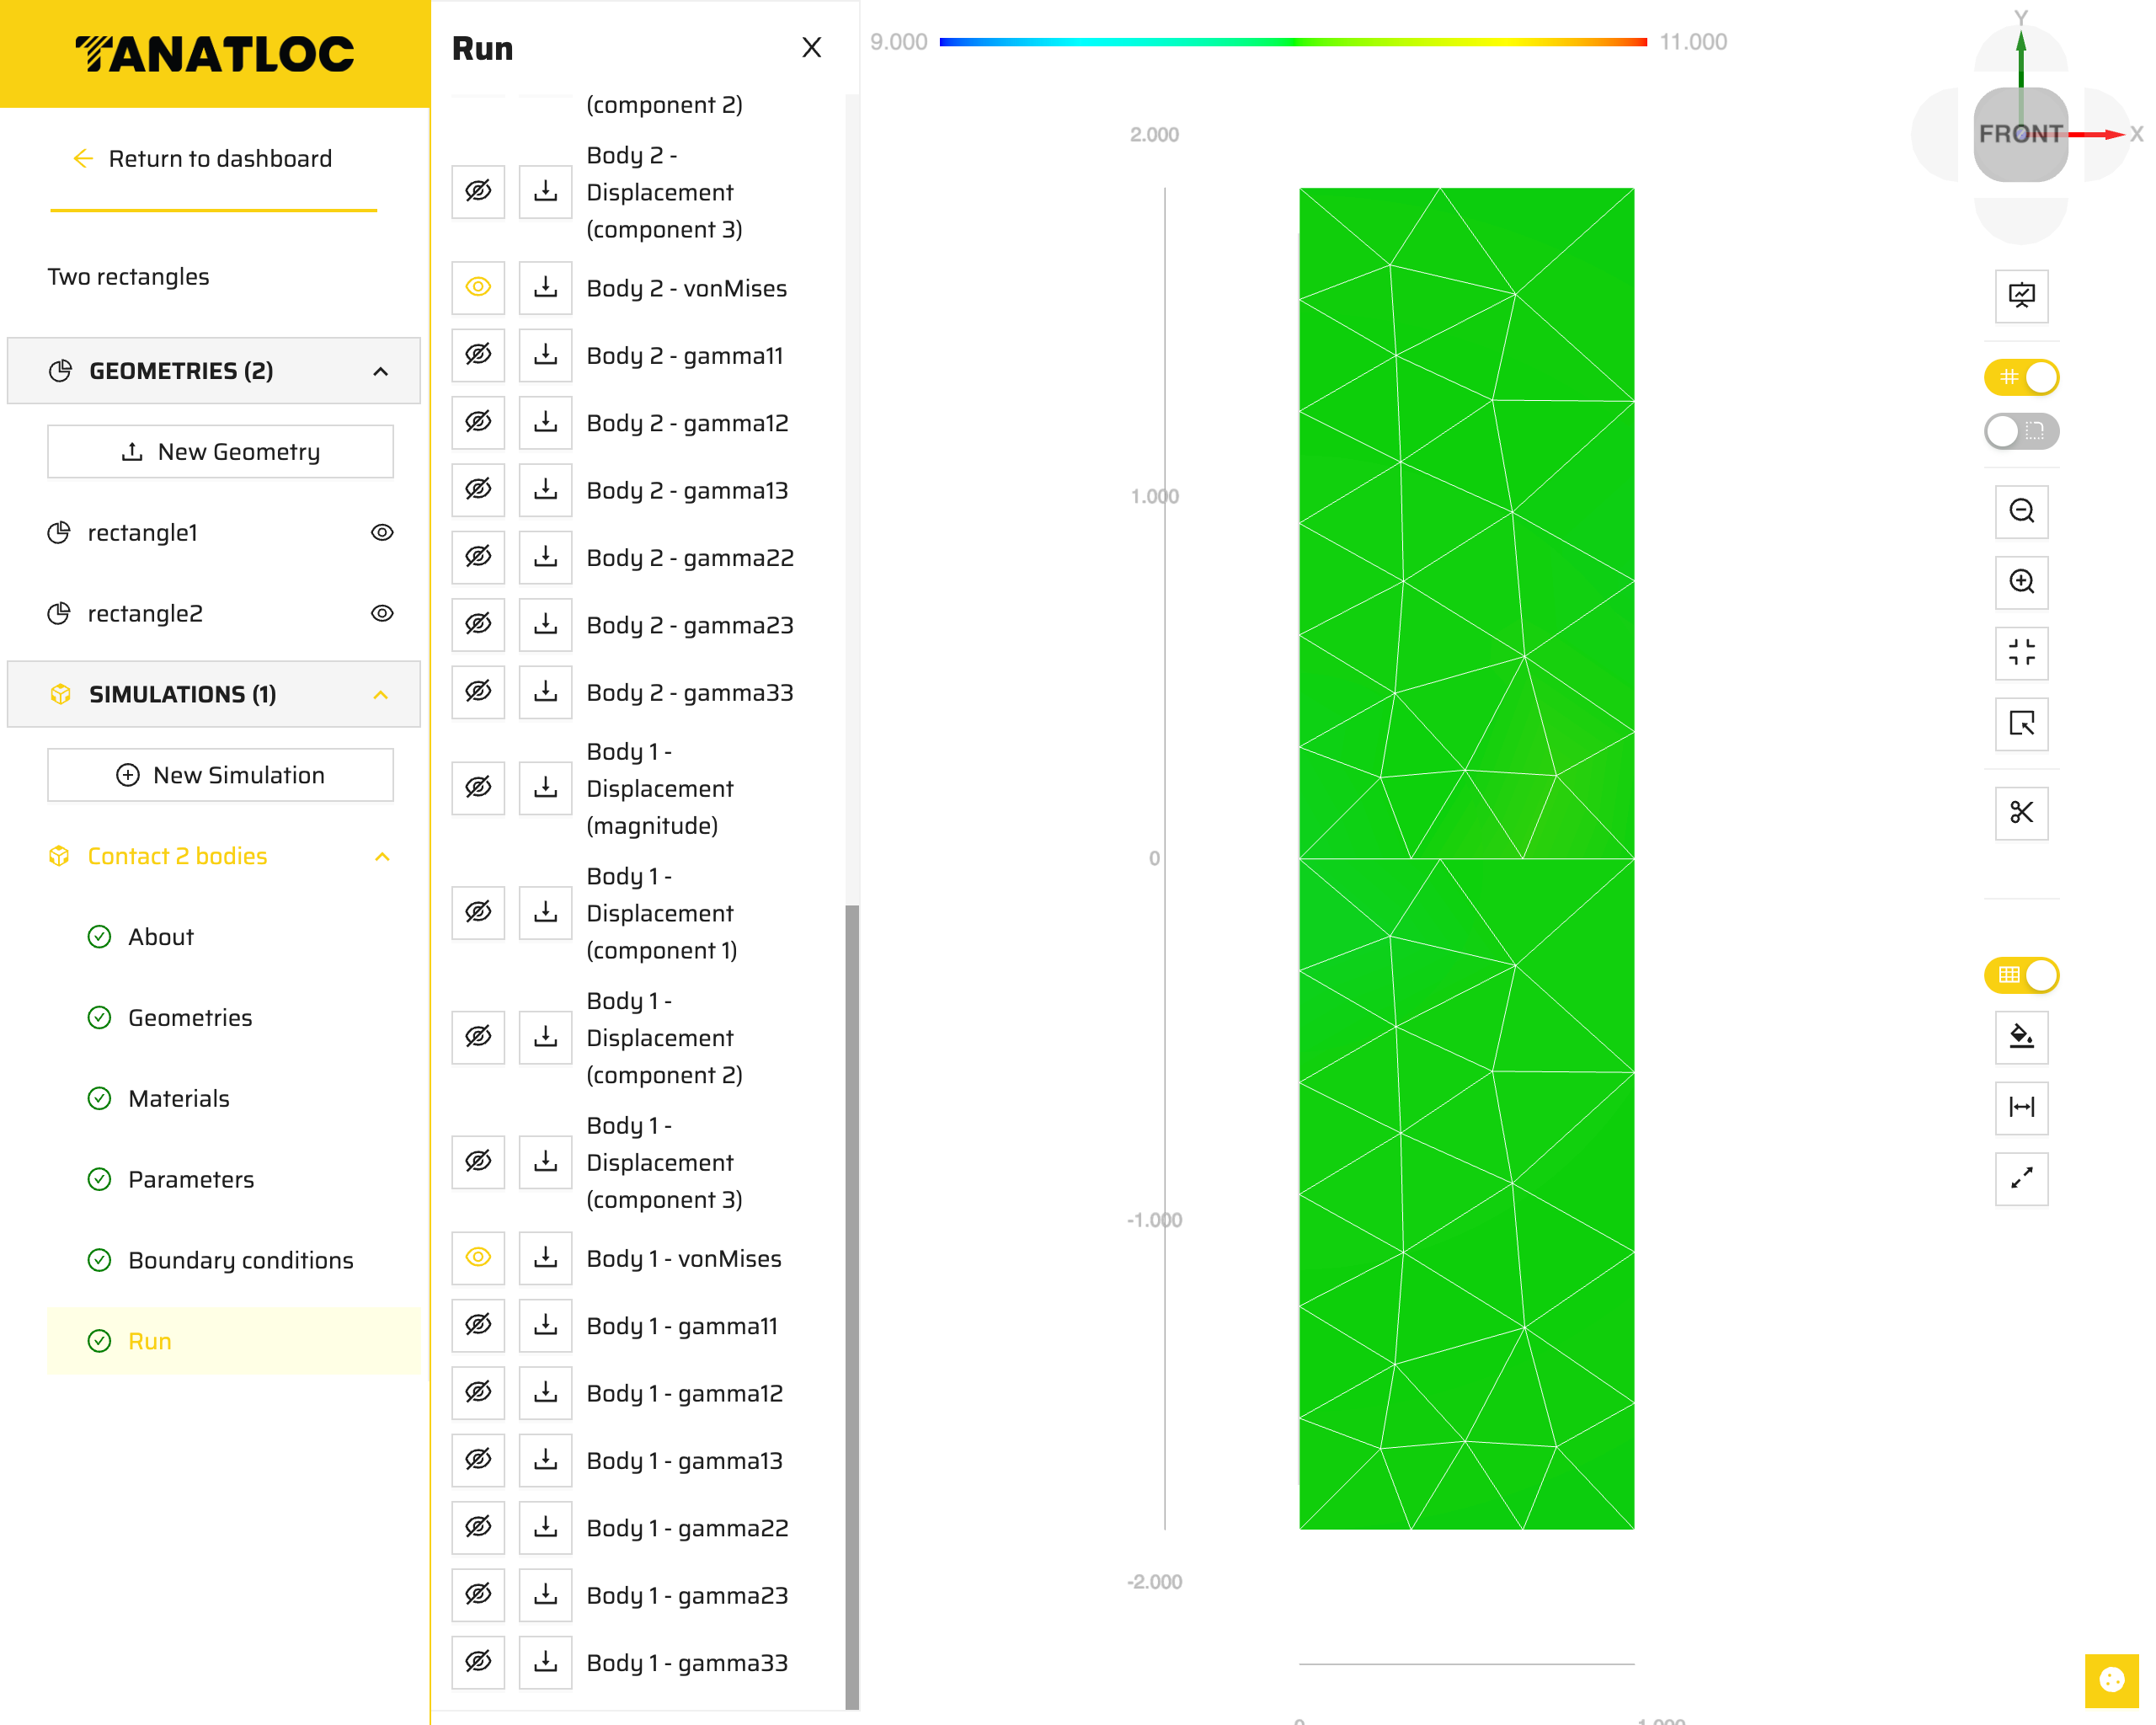 TANATLOC
Return to dashboard
Two rectangles
GEOMETRIES (2)
New Geometry
rectangle1
rectangle2
SIMULATIONS (1)
New Simulation
Contact 2 bodies
About
Geometries
Materials
Parameters
Boundary conditions
Run
Run
X
(component 2)
Body 2 -
Displacement
(component 3)
Body 2 - vonMises
Body 2 - gamma11
Body 2 - gamma12
Body 2 - gamma13
Body 2 - gamma22
Body 2 - gamma23
Body 2 - gamma33
Body 1 -
Displacement
(magnitude)
Body 1 -
Displacement
(component 1)
Body 1 -
Displacement
(component 2)
Body 1 -
Displacement
(component 3)
Body 1 - vonMises
Body 1 - gamma11
Body 1 - gamma12
Body 1 - gamma13
Body 1 - gamma22
Body 1 - gamma23
Body 1 - gamma33
9.000
11.000
2.000
1.000
0
-1.000
-2.000
0
1.000
Y
FRONT
X